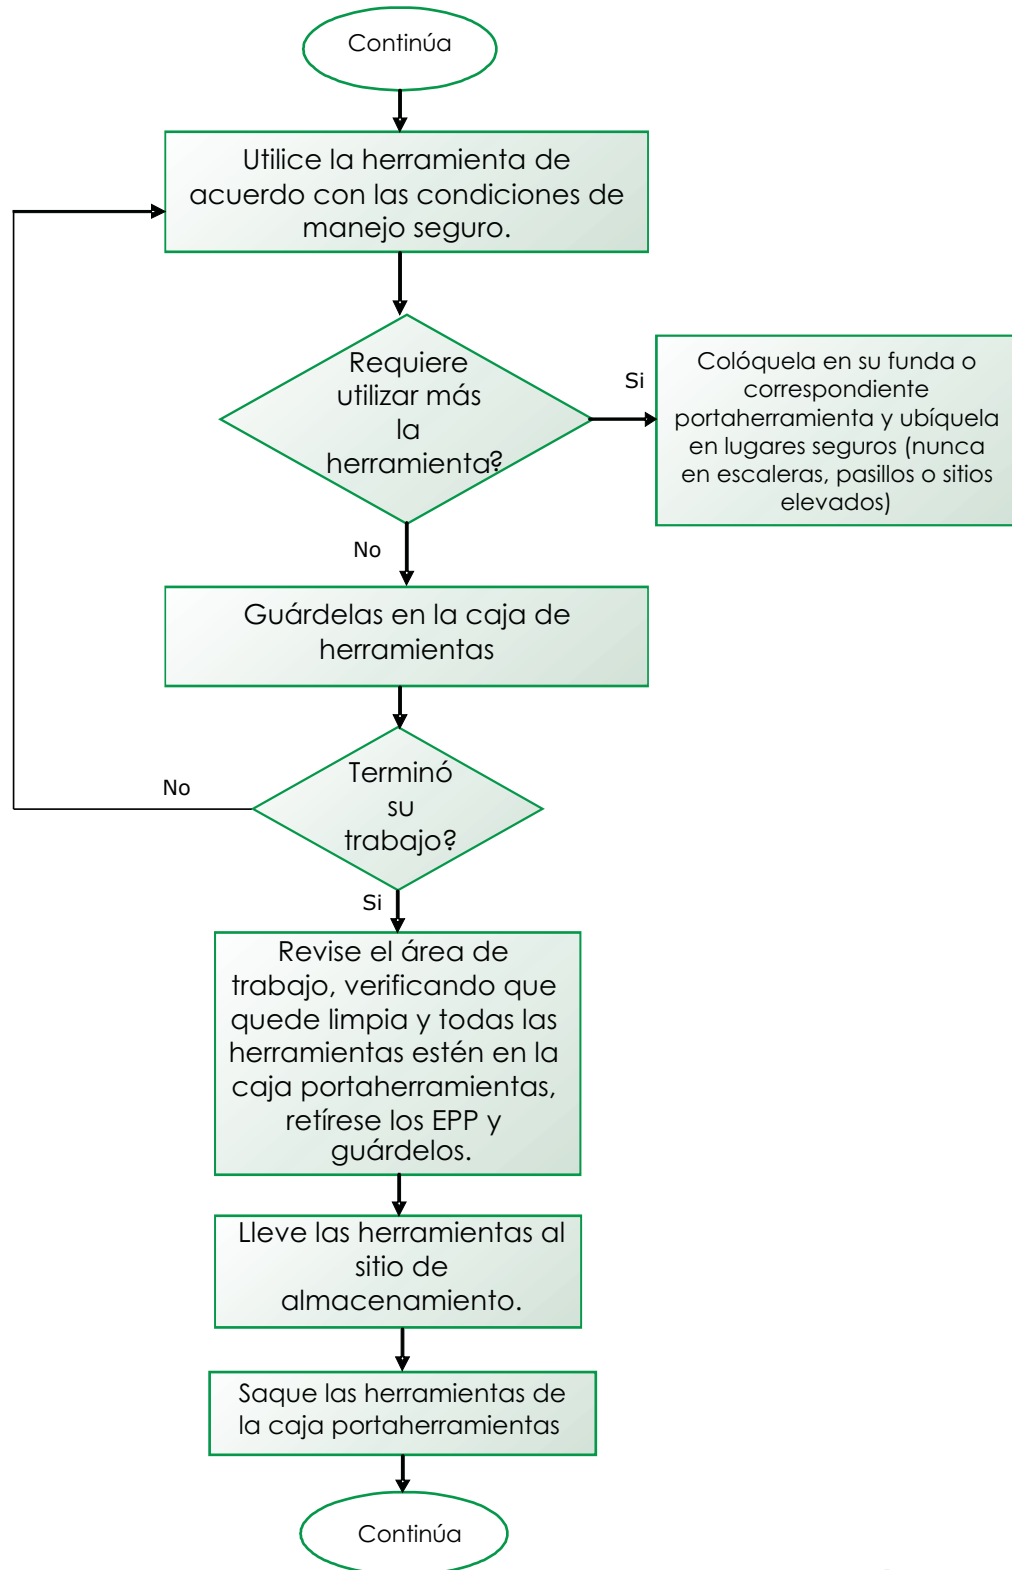 Continúa
Utilice la herramienta de
acuerdo con las condiciones de
manejo seguro.
Requiere
utilizar más
la
herramienta?
Si
Colóquela en su funda o
correspondiente
portaherramienta y ubíquela
en lugares seguros (nunca
en escaleras, pasillos o sitios
elevados)
No
Guárdelas en la caja de
herramientas
Terminó
su
trabajo?
No
Si
Revise el área de
trabajo, verificando que
quede limpia y todas las
herramientas estén en la
caja portaherramientas,
retírese los EPP y
guárdelos.
Lleve las herramientas al
sitio de
almacenamiento.
Saque las herramientas de
la caja portaherramientas
Continúa